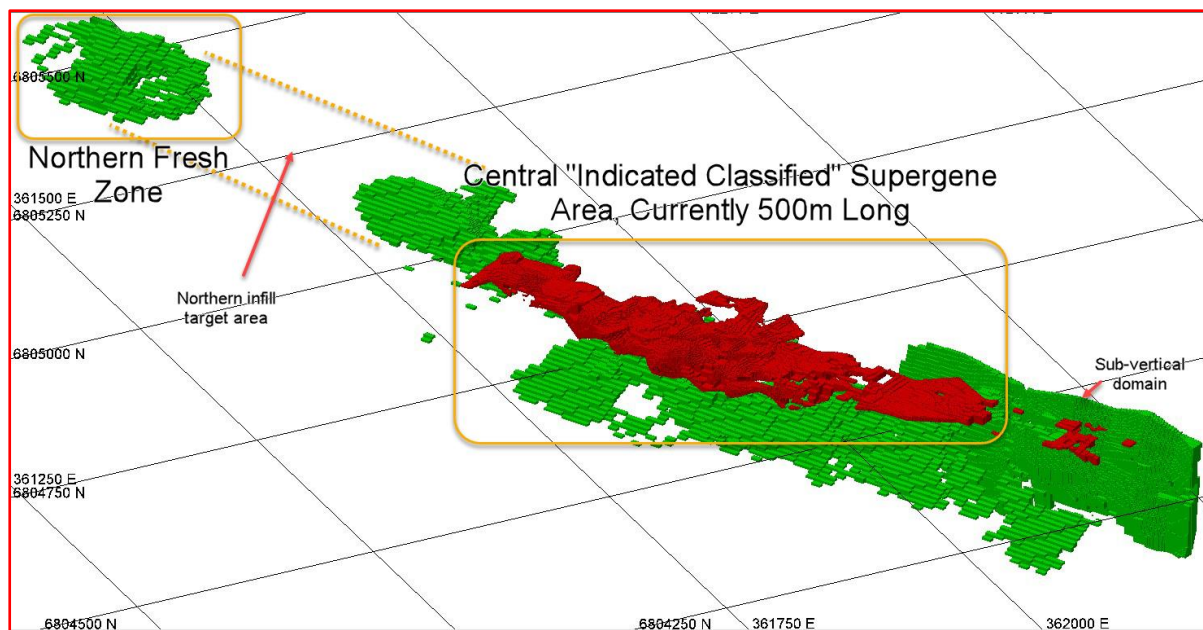 6805500 N
Northern Fresh
Zone
361500 E
6805250 N
Central "Indicated Classified" Supergene
Area, Currently 500m Long
Northern infill
target area
6805000 N
Sub-vertical
domain
361250 E
6804750 N
6804500 N
6804250 N
361750 E
362000 E